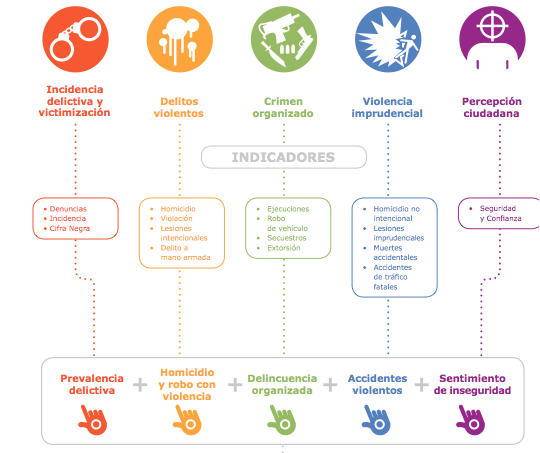 Incidencia
delictiva y
victimización
Delitos
violentos
Crimen
organizado
Violencia
imprudencial
Percepción
ciudadana
INDICADORES
• Denuncias
• Incidencia
• Cifra Negra
• Homicidio
• Violación
• Lesiones
intencionales
• Delito a
mano armada
• Ejecuciones
• Robo
de vehículo
• Secuestros
• Extorsión
• Homicidio no
intencional
• Lesiones
imprudenciales
• Muertes
accidentales
• Accidentes
de tráfico
fatales
• Seguridad
y Confianza
Prevalencia
delictiva
+
Homicidio
y robo con
violencia
+
Delincuencia
organizada
+
Accidentes
violentos
+
Sentimiento
de inseguridad